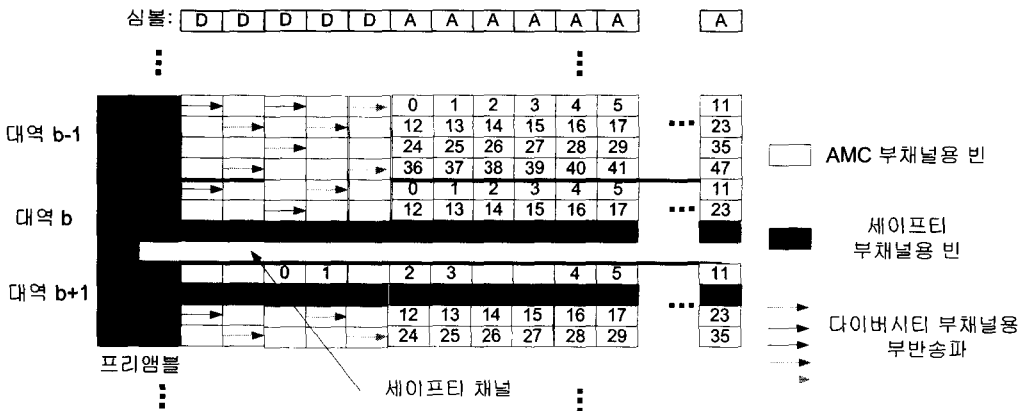 심볼: D D D D D A A A A A A A
대역 b-1
0 1 2 3 4 5 ... 11
12 13 14 15 16 17 23
24 25 26 27 28 29 35
36 37 38 39 40 41 47
대역 b
0 1 2 3 4 5 11
12 13 14 15 16 17 ... 23
대역 b+1
0 1 2 3 4 5 11
12 13 14 15 16 17 ... 23
24 25 26 27 28 29 35
프리앰블
세이프티 채널
AMC 부채널용 빈
세이프티
부채널용 빈
다이버시티 부채널용
부반송파